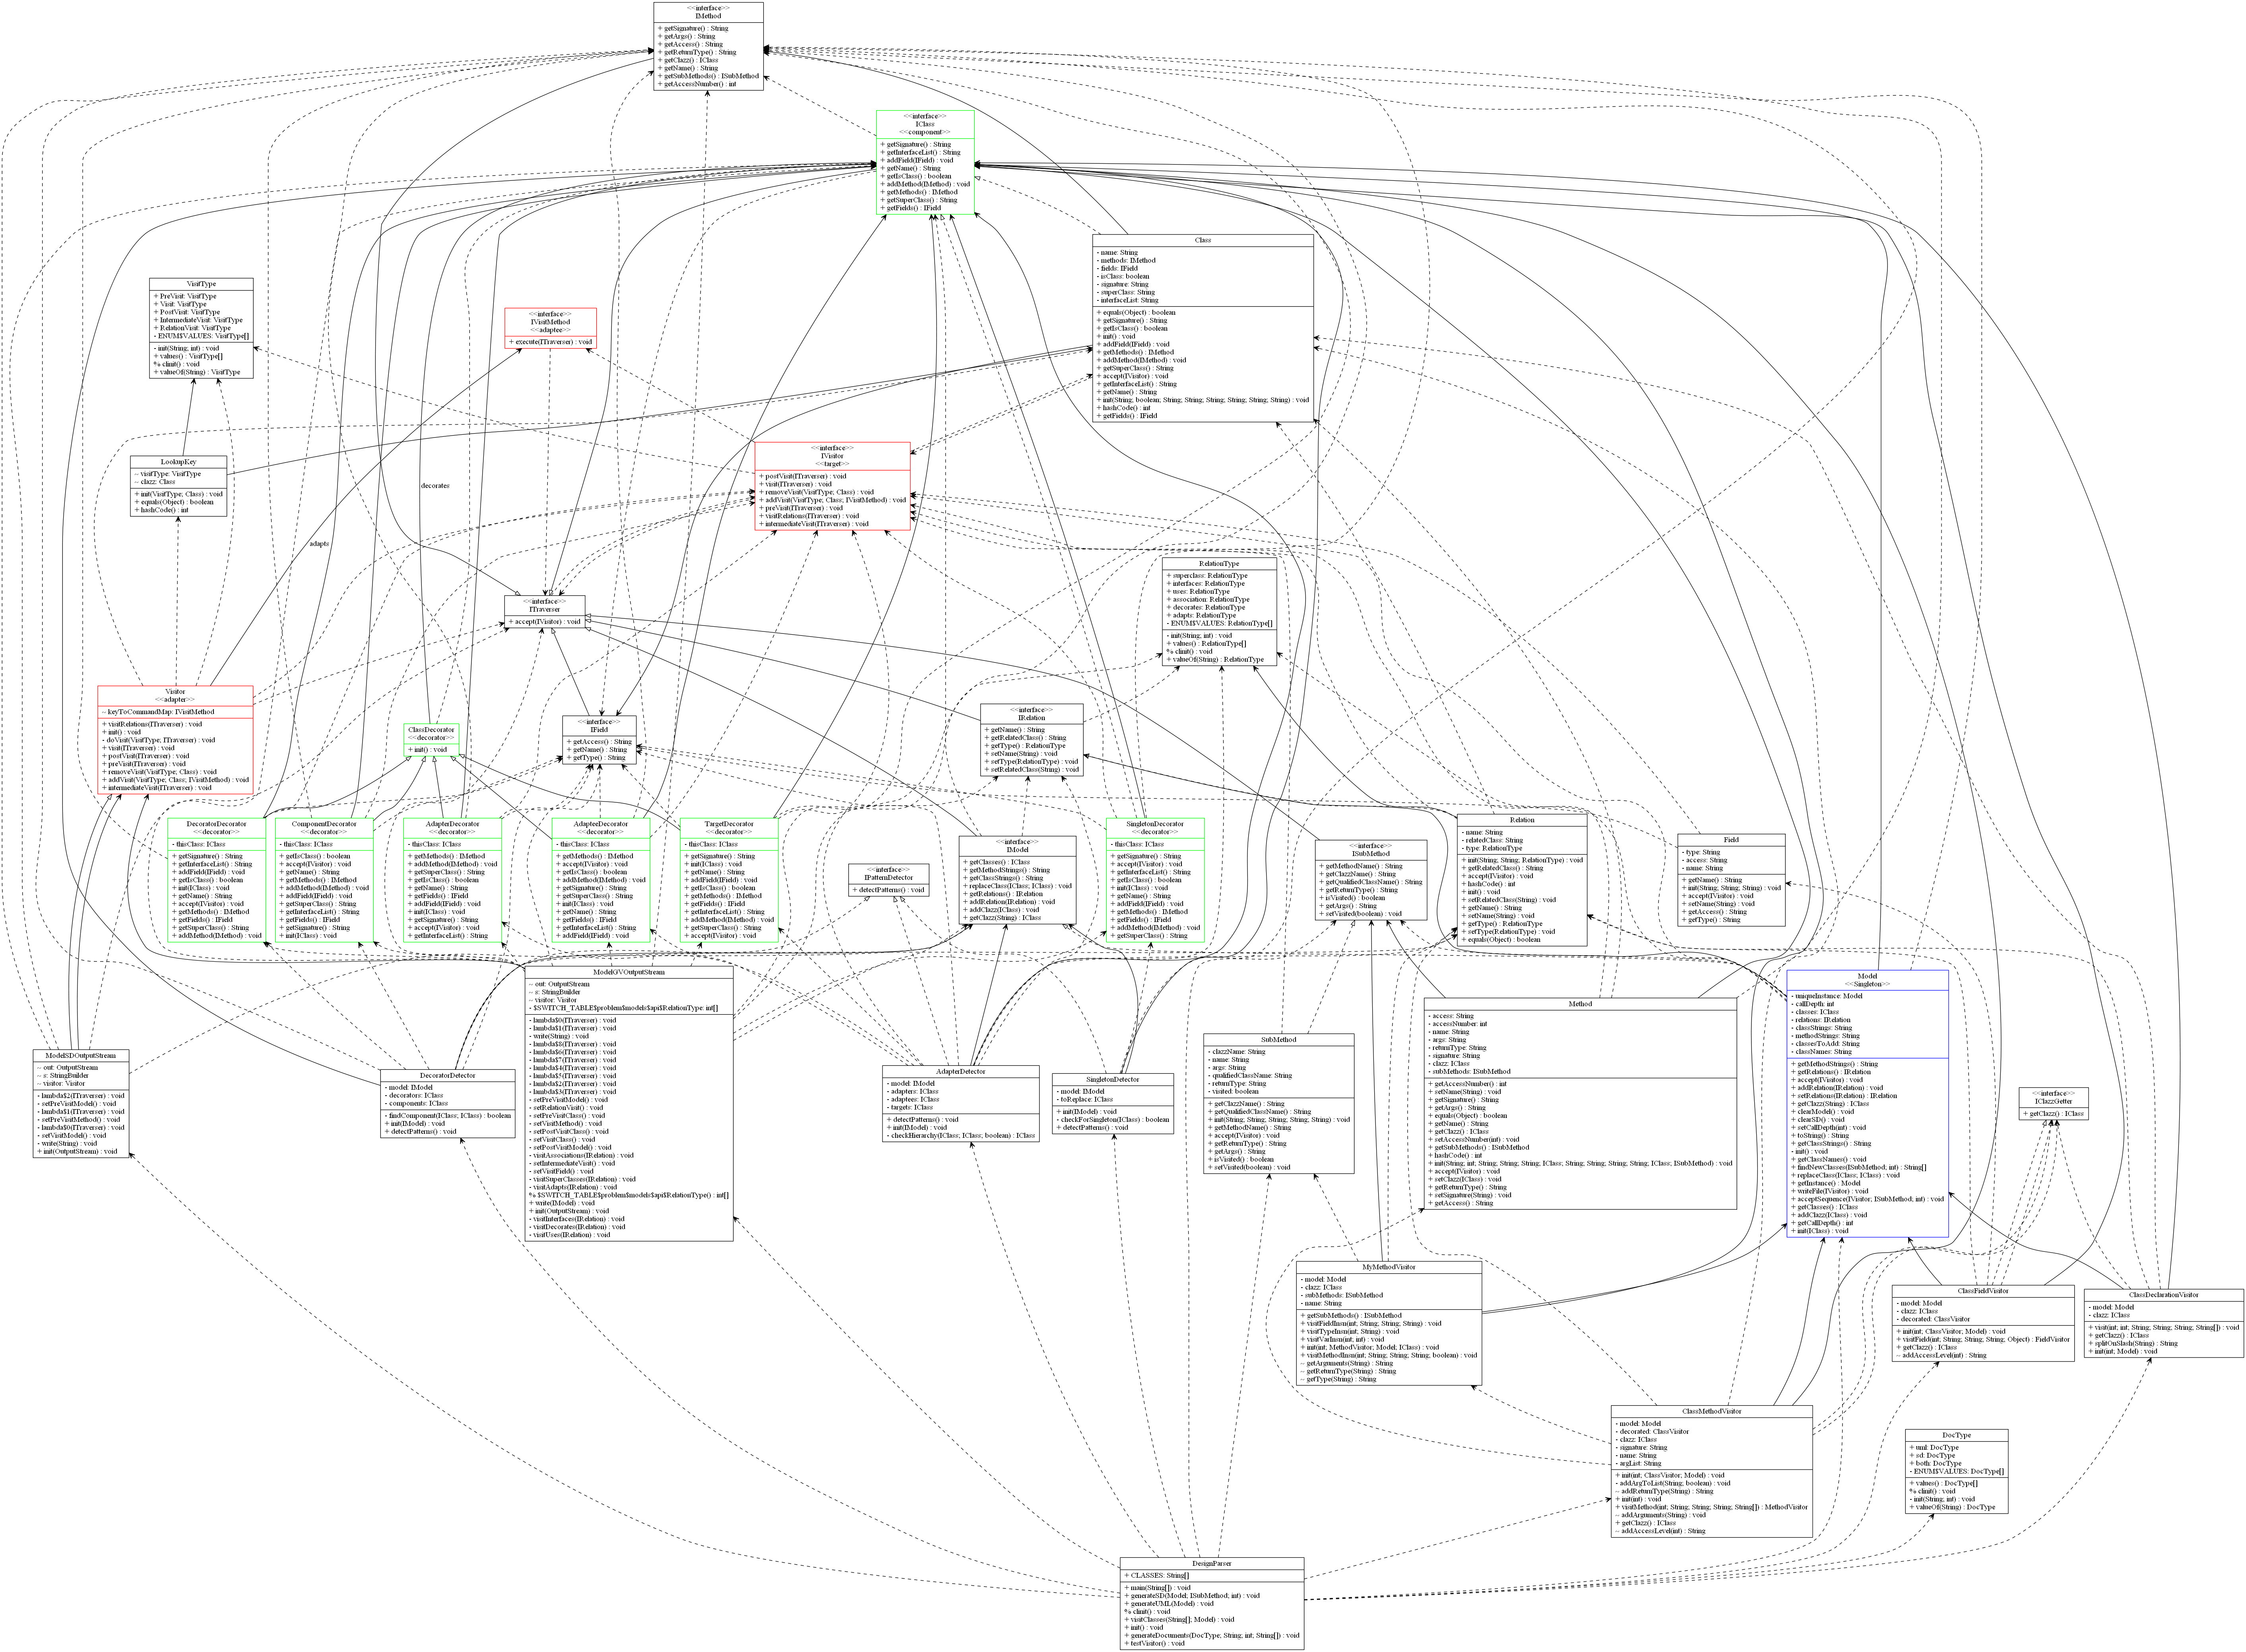 <<interface>>
IMethod
+ getSignature() : String
+ getArgs() : String
+ getAccess() : String
+ getReturnType() : String
+ getClazz() : IClass
+ getName() : String
+ getSubMethods() : ISubMethod
+ getAccessNumber() : int
<<interface>>
IClass
<<component>>
+ getSignature() : String
+ getInterfaceList() : String
+ addField(IField) : void
+ getName() : String
+ getIsClass() : boolean
+ addMethod(IMethod) : void
+ getMethods() : IMethod
+ getSuperClass() : String
+ getFields() : IField
Class
- name: String
- methods: IMethod
- fields: IField
- isClass: boolean
- signature: String
- superClass: String
- interfaceList: String
+ equals(Object) : boolean
+ getSignature() : String
+ getIsClass() : boolean
+ init() : void
+ addField(IField) : void
+ getMethods() : IMethod
+ addMethod(IMethod) : void
+ getSuperClass() : String
+ accept(IVisitor) : void
+ getInterfaceList() : String
+ getName() : String
+ init(String; boolean; String; String; String; String; String) : void
+ hashCode() : int
+ getFields() : IField
VisitType
+ PreVisit: VisitType
+ Visit: VisitType
+ PostVisit: VisitType
+ IntermediateVisit: VisitType
+ RelationVisit: VisitType
- ENUM$VALUES: VisitType[]
- init(String; int) : void
+ values() : VisitType[]
% clinit() : void
+ valueOf(String) : VisitType
<<interface>>
IVisitMethod
<<adaptee>>
+ execute(ITraverser) : void
LookupKey
~ visitType: VisitType
~ clazz: Class
+ init(VisitType; Class) : void
+ equals(Object) : boolean
+ hashCode() : int
<<interface>>
IVisitor
<<target>>
+ postVisit(ITraverser) : void
+ visit(ITraverser) : void
+ removeVisit(VisitType; Class) : void
+ addVisit(VisitType; Class; IVisitMethod) : void
+ preVisit(ITraverser) : void
+ visitRelations(ITraverser) : void
+ intermediateVisit(ITraverser) : void
decorates
adapts
RelationType
+ superclass: RelationType
+ interfaces: RelationType
+ uses: RelationType
+ association: RelationType
+ decorates: RelationType
+ adapts: RelationType
- ENUM$VALUES: RelationType[]
- init(String; int) : void
+ values() : RelationType[]
% clinit() : void
+ valueOf(String) : RelationType
<<interface>>
ITraverser
+ accept(IVisitor) : void
Visitor
<<adapter>>
~ keyToCommandMap: IVisitMethod
+ visitRelations(ITraverser) : void
+ init() : void
- doVisit(VisitType; ITraverser) : void
+ visit(ITraverser) : void
+ postVisit(ITraverser) : void
+ preVisit(ITraverser) : void
+ removeVisit(VisitType; Class) : void
+ addVisit(VisitType; Class; IVisitMethod) : void
+ intermediateVisit(ITraverser) : void
ClassDecorator
<<decorator>>
+ init() : void
<<interface>>
IField
+ getAccess() : String
+ getName() : String
+ getType() : String
<<interface>>
IRelation
+ getName() : String
+ getRelatedClass() : String
+ getType() : RelationType
+ setName(String) : void
+ setType(RelationType) : void
+ setRelatedClass(String) : void
DecoratorDecorator
<<decorator>>
- thisClass: IClass
+ getSignature() : String
+ getInterfaceList() : String
+ addField(IField) : void
+ getIsClass() : boolean
+ init(IClass) : void
+ getName() : String
+ accept(IVisitor) : void
+ getMethods() : IMethod
+ getFields() : IField
+ getSuperClass() : String
+ addMethod(IMethod) : void
ComponentDecorator
<<decorator>>
- thisClass: IClass
+ getIsClass() : boolean
+ accept(IVisitor) : void
+ getName() : String
+ getMethods() : IMethod
+ addMethod(IMethod) : void
+ addField(IField) : void
+ getSuperClass() : String
+ getInterfaceList() : String
+ getFields() : IField
+ getSignature() : String
+ init(IClass) : void
AdapterDecorator
<<decorator>>
- thisClass: IClass
+ getMethods() : IMethod
+ addMethod(IMethod) : void
+ getSuperClass() : String
+ getIsClass() : boolean
+ getName() : String
+ getFields() : IField
+ addField(IField) : void
+ init(IClass) : void
+ getSignature() : String
+ accept(IVisitor) : void
+ getInterfaceList() : String
AdapterDecorator
<<decorator>>
- thisClass: IClass
+ getMethods() : IMethod
+ accept(IVisitor) : void
+ getIsClass() : boolean
+ addMethod(IMethod) : void
+ getSignature() : String
+ getSuperClass() : String
+ init(IClass) : void
+ getName() : String
+ getFields() : IField
+ getInterfaceList() : String
+ addField(IField) : void
TargetDecorator
<<decorator>>
- thisClass: IClass
+ getSignature() : String
+ init(IClass) : void
+ getName() : String
+ addField(IField) : void
+ getIsClass() : boolean
+ getMethods() : IMethod
+ getFields() : IField
+ getInterfaceList() : String
+ addMethod(IMethod) : void
+ getSuperClass() : String
+ accept(IVisitor) : void
<<interface>>
IPatternDetector
+ detectPatterns() : void
<<interface>>
IModel
+ getClasses() : IClass
+ getMethodStrings() : String
+ getClassStrings() : String
+ replaceClass(IClass; IClass) : void
+ getRelations() : IRelation
+ addRelation(IRelation) : void
+ addClazz(IClass) : void
+ getClazz(String) : IClass
SingletonDecorator
<<decorator>>
- thisClass: IClass
+ getSignature() : String
+ accept(IVisitor) : void
+ getInterfaceList() : String
+ getIsClass() : boolean
+ init(IClass) : void
+ getName() : String
+ addField(IField) : void
+ getMethods() : IMethod
+ getFields() : IField
+ addMethod(IMethod) : void
+ getSuperClass() : String
<<interface>>
ISubMethod
+ getMethodName() : String
+ getClazzName() : String
+ getQualifiedClassName() : String
+ getReturnType() : String
+ isVisited() : boolean
+ getArgs() : String
+ setVisited(boolean) : void
Relation
- name: String
- relatedClass: String
- type: RelationType
+ init(String; String; RelationType) : void
+ getRelatedClass() : String
+ accept(IVisitor) : void
+ hashCode() : int
+ init() : void
+ setRelatedClass(String) : void
+ getName() : String
+ setName(String) : void
+ getType() : RelationType
+ setType(RelationType) : void
+ equals(Object) : boolean
Field
- type: String
- access: String
- name: String
+ getName() : String
+ init(String; String; String) : void
+ accept(IVisitor) : void
+ setName(String) : void
+ getAccess() : String
+ getType() : String
ModelSDOutputStream
~ out: OutputStream
~ s: StringBuilder
~ visitor: Visitor
- lambda$2(ITraverser) : void
- setPreVisitModel() : void
- lambda$1(ITraverser) : void
- setPreVisitMethod() : void
- lambda$0(ITraverser) : void
- setVisitModel() : void
- write(String) : void
+ init(OutputStream) : void
DecoratorDetector
- model: IModel
- decorators: IClass
- components: IClass
- findComponent(IClass; IClass) : boolean
+ init(IModel) : void
+ detectPatterns() : void
ModelGVOutputStream
~ out: OutputStream
~ s: StringBuilder
~ visitor: Visitor
- $SWITCH_TABLE$problem$models$api$RelationType: int[]
- lambda$0(ITraverser) : void
- lambda$1(ITraverser) : void
- write(String) : void
- lambda$8(ITraverser) : void
- lambda$6(ITraverser) : void
- lambda$7(ITraverser) : void
- lambda$4(ITraverser) : void
- lambda$5(ITraverser) : void
- lambda$2(ITraverser) : void
- lambda$3(ITraverser) : void
- setPreVisitModel() : void
- setRelationVisit() : void
- setPreVisitClass() : void
- setVisitMethod() : void
- setPostVisitClass() : void
- setVisitClass() : void
- setPostVisitModel() : void
- visitAssociations(IRelation) : void
- setIntermediateVisit() : void
- setVisitField() : void
- visitSuperClasses(IRelation) : void
- visitAdapts(IRelation) : void
% $SWITCH_TABLE$problem$models$api$RelationType() : int[]
+ write(IModel) : void
+ init(OutputStream) : void
- visitInterfaces(IRelation) : void
- visitDecorates(IRelation) : void
- visitUses(IRelation) : void
AdapterDetector
- model: IModel
- adapters: IClass
- adaptees: IClass
- targets: IClass
+ detectPatterns() : void
+ init(IModel) : void
- checkHierarchy(IClass; IClass; boolean) : IClass
SingletonDetector
- model: IModel
- toReplace: IClass
+ init(IModel) : void
- checkForSingleton(IClass) : boolean
+ detectPatterns() : void
SubMethod
- clazzName: String
- name: String
- args: String
- qualifiedClassName: String
- returnType: String
- visited: boolean
+ getClazzName() : String
+ getQualifiedClassName() : String
+ init(String; String; String; String; String) : void
+ getMethodName() : String
+ accept(IVisitor) : void
+ getReturnType() : String
+ getArgs() : String
+ isVisited() : boolean
+ setVisited(boolean) : void
Method
- access: String
- accessNumber: int
- name: String
- args: String
- returnType: String
- signature: String
- clazz: IClass
- subMethods: ISubMethod
+ getAccessNumber() : int
+ setName(String) : void
+ getSignature() : String
+ getArgs() : String
+ equals(Object) : boolean
+ getName() : String
+ getClazz() : IClass
+ setAccessNumber(int) : void
+ getSubMethods() : ISubMethod
+ hashCode() : int
+ init(String; int; String; String; String; IClass; String; String; String; String; IClass; ISubMethod) : void
+ accept(IVisitor) : void
+ setClazz(IClass) : void
+ getReturnType() : String
+ setSignature(String) : void
+ getAccess() : String
Model
<<Singleton>>
- uniqueInstance: Model
- callDepth: int
- classes: IClass
- relations: IRelation
- classStrings: String
- methodStrings: String
- classesToAdd: String
- classNames: String
+ getMethodStrings() : String
+ getRelations() : IRelation
+ accept(IVisitor) : void
+ addRelation(IRelation) : void
+ setRelations(IRelation) : IRelation
+ getClazz(String) : IClass
+ clearModel() : void
+ clearSD() : void
+ setCallDepth(int) : void
+ toString() : String
+ getClassStrings() : String
- init() : void
+ getClassNames() : String
+ findNewClasses(ISubMethod; int) : String[]
+ replaceClass(IClass; IClass) : void
+ getInstance() : Model
+ writeFile(IVisitor) : void
+ acceptSequence(IVisitor; ISubMethod; int) : void
+ getClasses() : IClass
+ addClazz(IClass) : void
+ getCallDepth() : int
+ init(IClass) : void
<<interface>>
IClazzGetter
+ getClazz() : IClass
MyMethodVisitor
- model: Model
- clazz: IClass
- subMethods: ISubMethod
- name: String
+ getSubMethods() : ISubMethod
+ visitFieldInsn(int; String; String; String) : void
+ visitTypeInsn(int; String) : void
+ visitVarInsn(int; int) : void
+ init(int; MethodVisitor; Model; IClass) : void
+ visitMethodInsn(int; String; String; String; boolean) : void
~ getArguments(String) : String
~ getReturnType(String) : String
~ getType(String) : String
ClassFieldVisitor
- model: Model
- clazz: IClass
- decorated: ClassVisitor
+ init(int; ClassVisitor; Model) : void
+ visitField(int; String; String; String; Object) : FieldVisitor
+ getClazz() : IClass
~ addAccessLevel(int) : String
ClassDeclarationVisitor
- model: Model
- clazz: IClass
+ visit(int; int; String; String; String; String[]) : void
+ getClazz() : IClass
+ splitOnSlash(String) : String
+ init(int; Model) : void
ClassMethodVisitor
- model: Model
- decorated: ClassVisitor
- clazz: IClass
- signature: String
- name: String
- argList: String
+ init(int; ClassVisitor; Model) : void
- addArgToList(String; boolean) : void
~ addReturnType(String) : String
+ init(int) : void
+ visitMethod(int; String; String; String; String[]) : MethodVisitor
~ addArguments(String) : void
+ getClazz() : IClass
~ addAccessLevel(int) : String
DocType
+ uml: DocType
+ sd: DocType
+ both: DocType
- ENUM$VALUES: DocType[]
+ values() : DocType[]
% clinit() : void
- init(String; int) : void
+ valueOf(String) : DocType
DesignParser
+ CLASSES: String[]
+ main(String[]) : void
+ generateSD(Model; ISubMethod; int) : void
+ generateUML(Model) : void
% clinit() : void
+ visitClasses(String[]; Model) : void
+ init() : void
+ generateDocuments(DocType; String; int; String[]) : void
+ testVisitor() : void